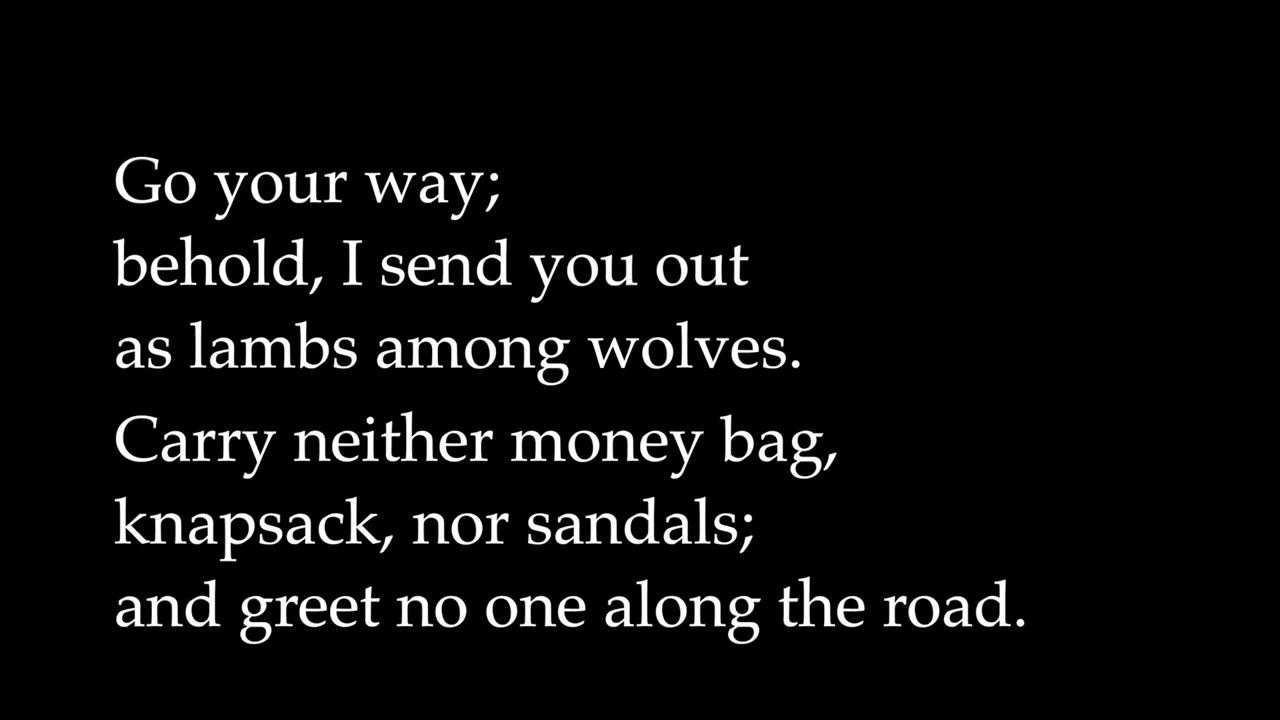 Go your way;
behold, I send you out
as lambs among wolves.
Carry neither money bag,
knapsack, nor sandals;
and greet no one along the road.